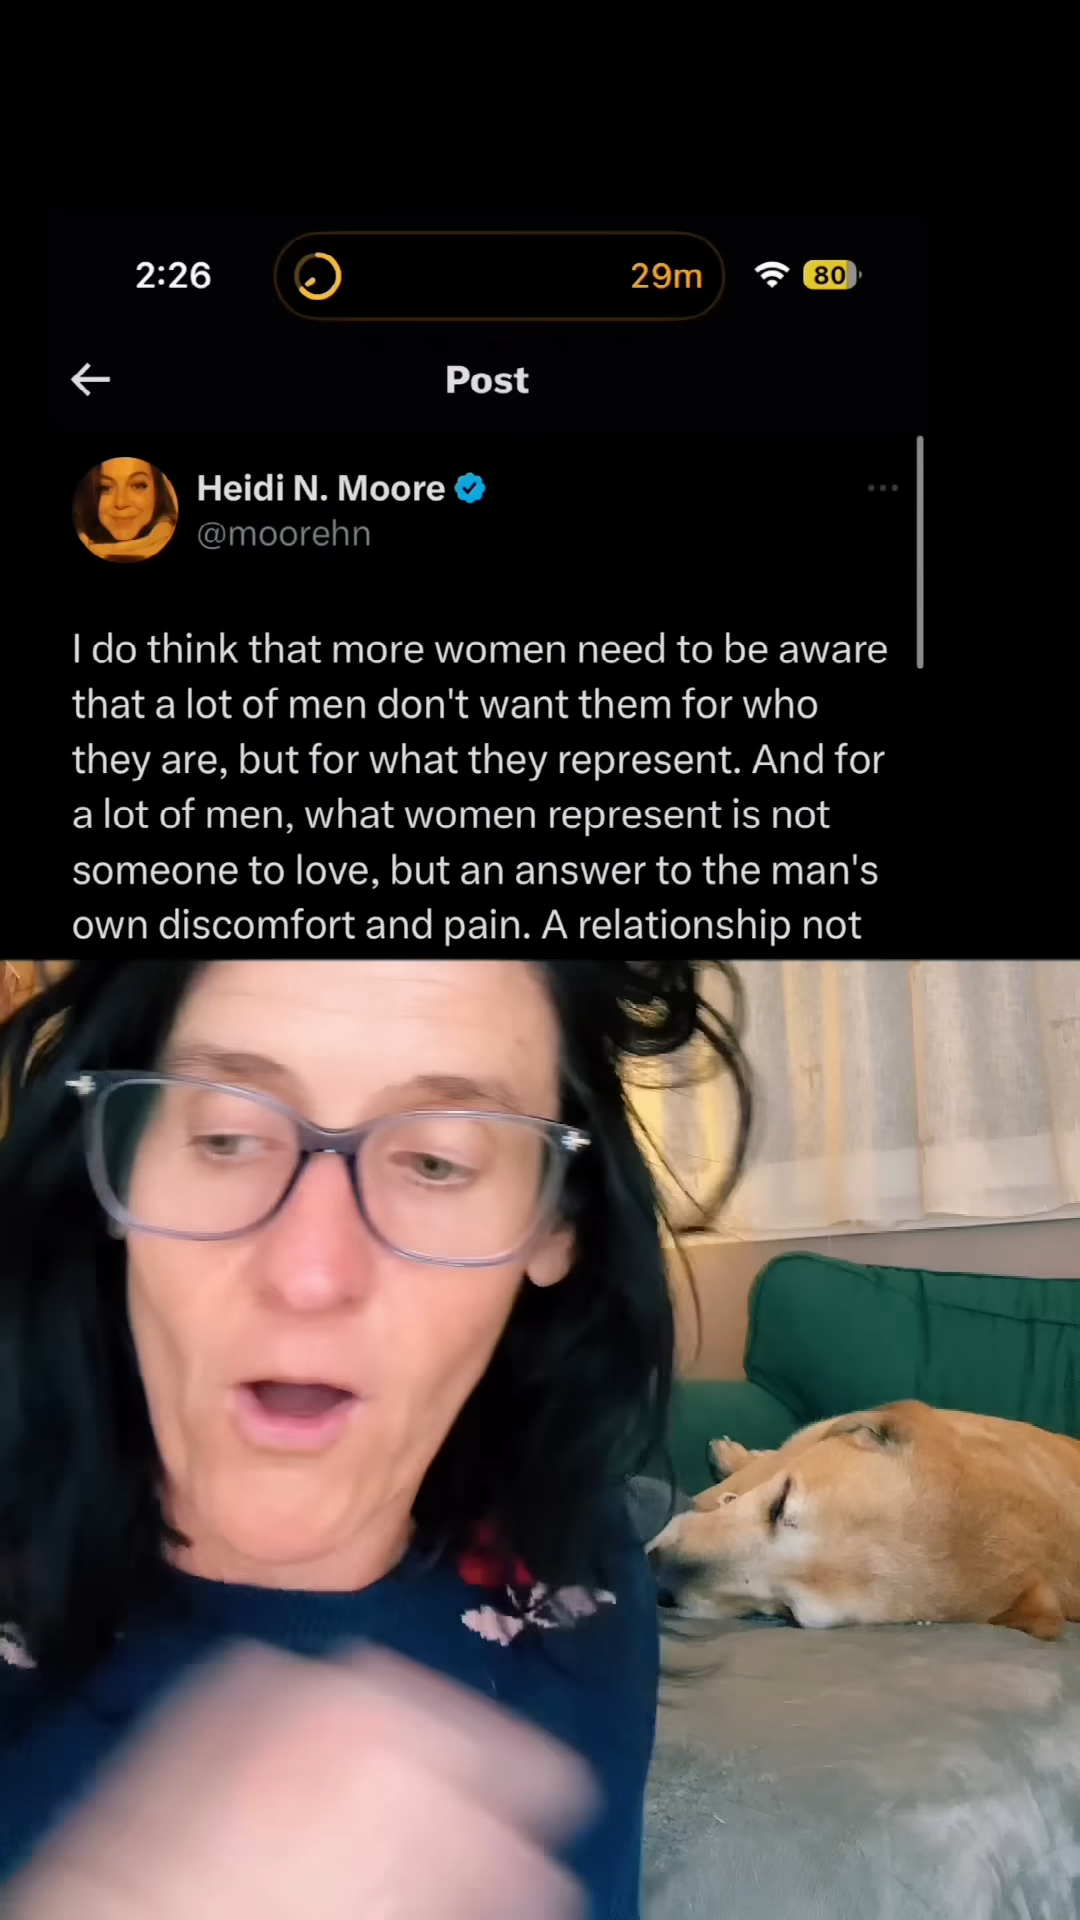 2:26
29m
80
Post
Heidi N. Moore
@moorehn
I do think that more women need to be aware
that a lot of men don't want them for who
they are, but for what they represent. And for
a lot of men, what women represent is not
someone to love, but an answer to the man's
own discomfort and pain. A relationship not